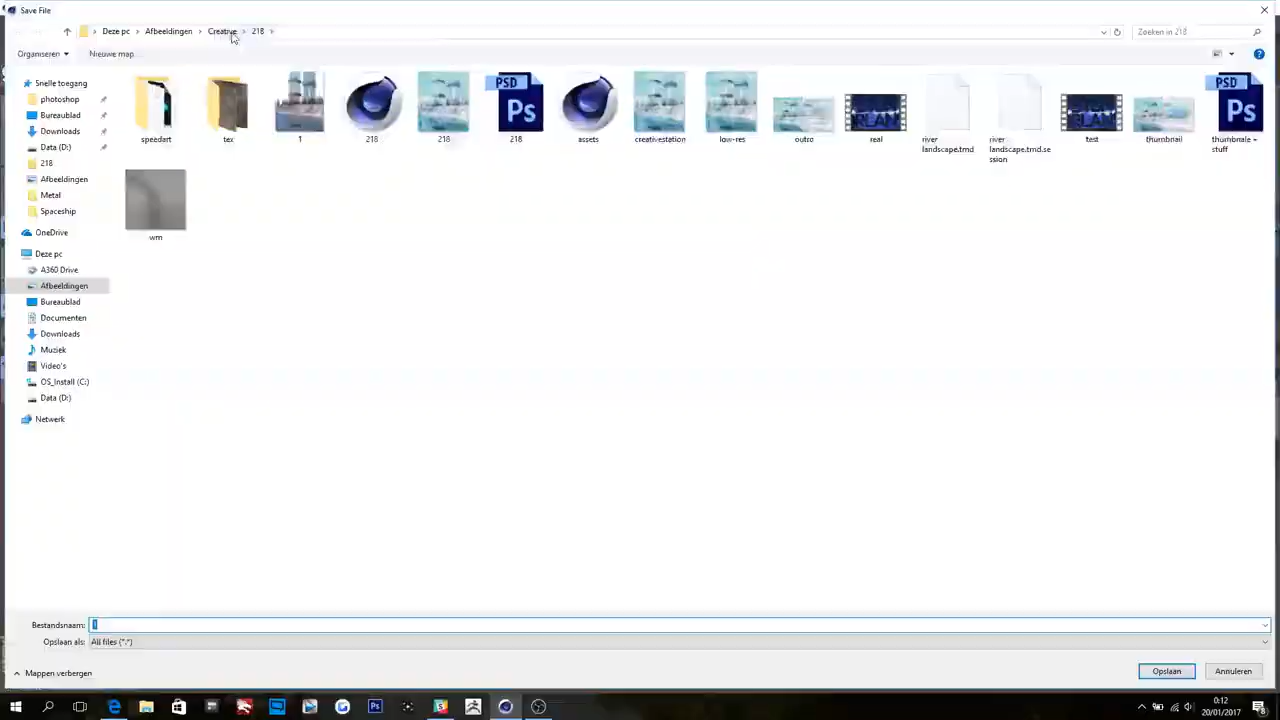 Save File
Deze pc
Afbeeldingen
Creative
218
Zoeken in 218
Organiseren
Nieuwe map
Snelle toegang
photoshop
Bureaublad
Downloads
Data (D:)
218
Afbeeldingen
Metal
Spaceship
OneDrive
Deze pc
A360 Drive
Afbeeldingen
Bureaublad
Documenten
Downloads
Muziek
Video's
OS_Install (C:)
Data (D:)
Netwerk
PSD
Ps
PSD
Ps
speedart
tex
1
218
218
218
assets
creativestation
low-res
outro
real
river landscape.tmd
river landscape.tmd.session
test
thumbnail
thumbnale + stuff
wm
Bestandsnaam:
1
Opslaan als:
All files (*.*)
Mappen verbergen
Opslaan
Annuleren
Ps
0:12
20/01/2017